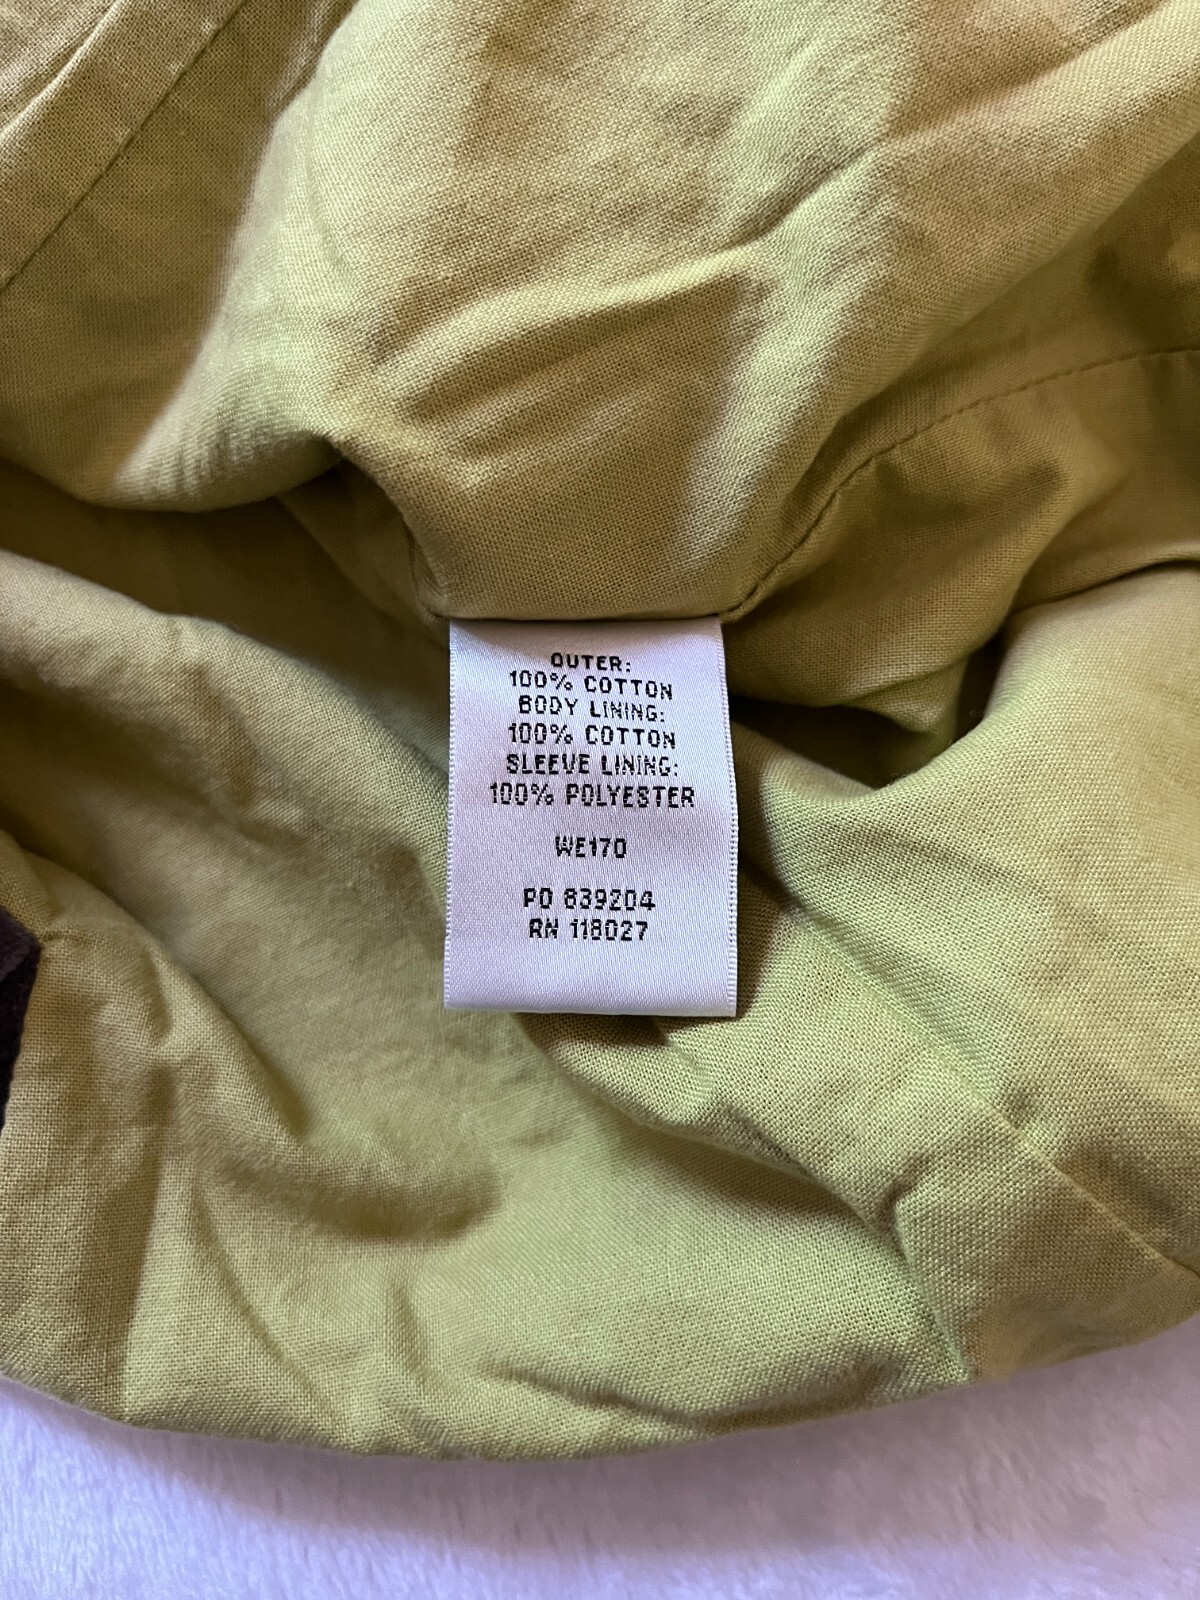 OUTER:
100% COTTON
BODY LINING:
100% COTTON
SLEEVE LINING:
100% POLYESTER
WE170
PO 839204
RN 118027